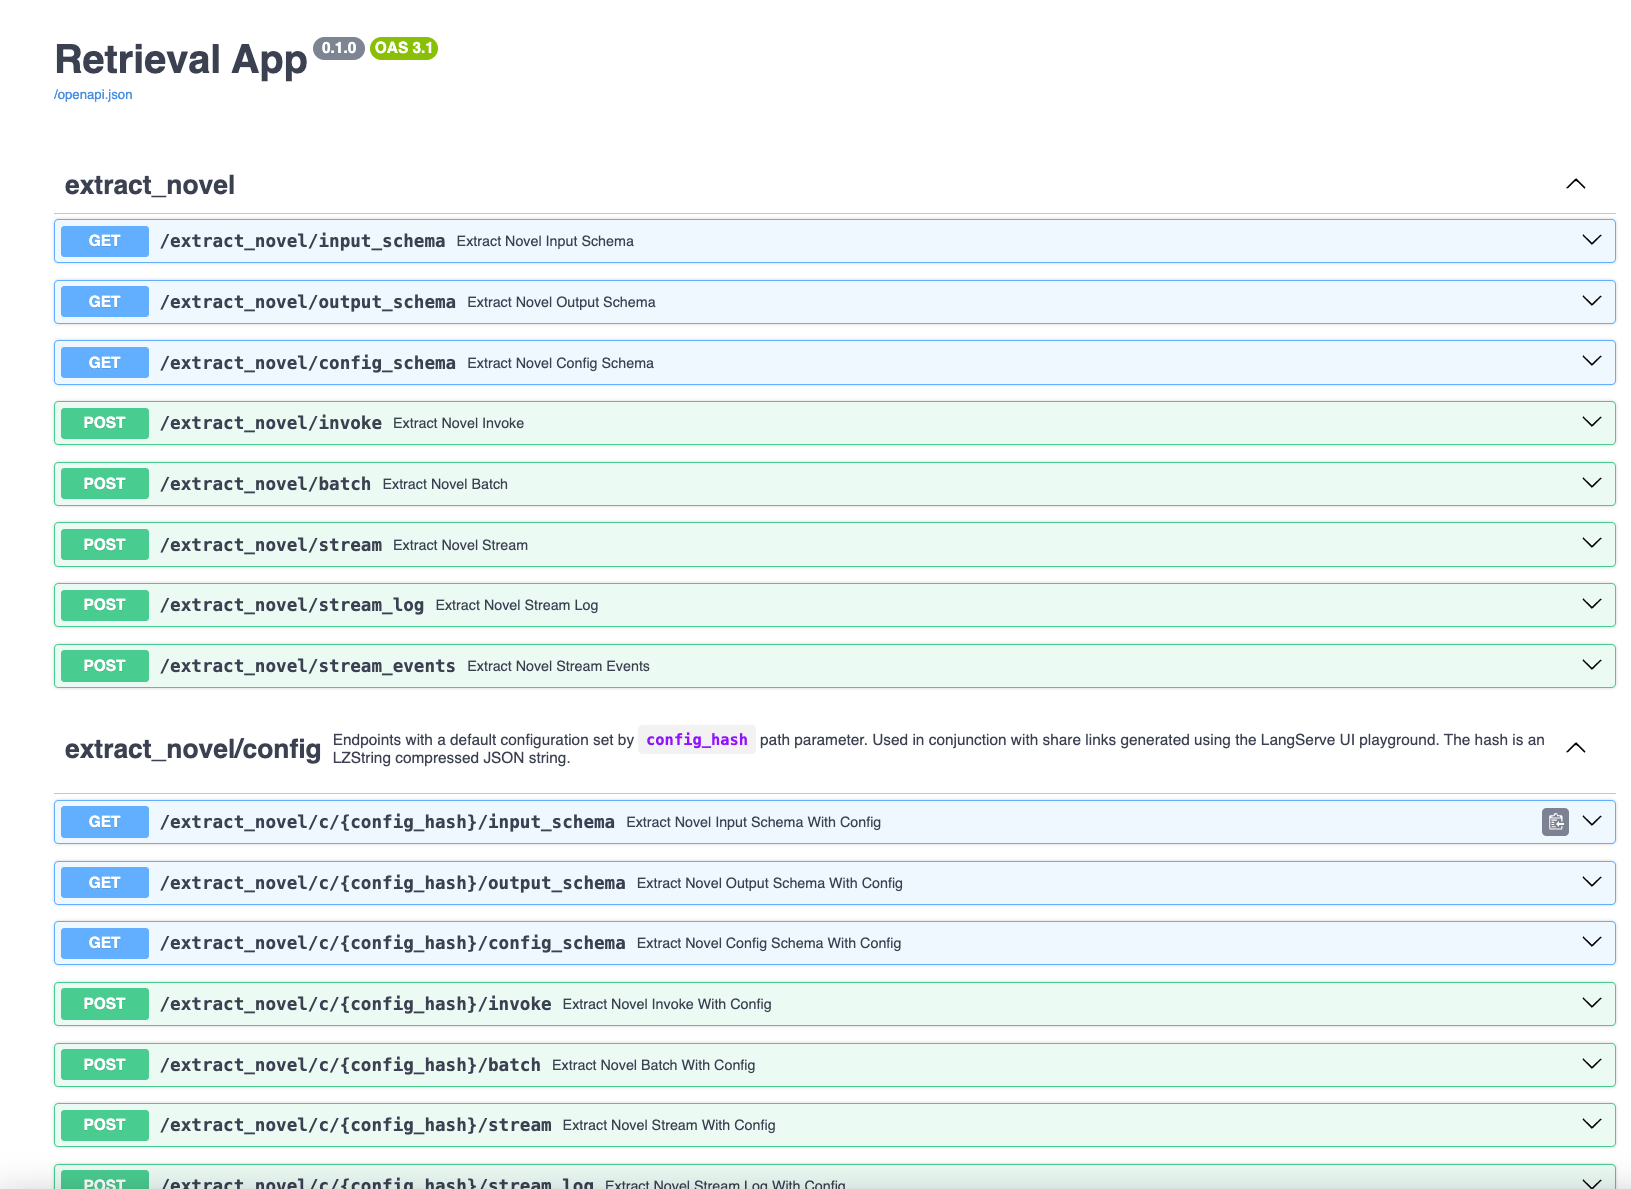 Retrieval App 0.1.0 OAS 3.1
/openapi.json
extract_novel
GET /extract_novel/input_schema Extract Novel Input Schema
GET /extract_novel/output_schema Extract Novel Output Schema
GET /extract_novel/config_schema Extract Novel Config Schema
POST /extract_novel/invoke Extract Novel Invoke
POST /extract_novel/batch Extract Novel Batch
POST /extract_novel/stream Extract Novel Stream
POST /extract_novel/stream_log Extract Novel Stream Log
POST /extract_novel/stream_events Extract Novel Stream Events
extract_novel/config Endpoints with a default configuration set by config_hash path parameter. Used in conjunction with share links generated using the LangServe UI playground. The hash is an
LZString compressed JSON string.
GET /extract_novel/c/{config_hash}/input_schema Extract Novel Input Schema With Config
GET /extract_novel/c/{config_hash}/output_schema Extract Novel Output Schema With Config
GET /extract_novel/c/{config_hash}/config_schema Extract Novel Config Schema With Config
POST /extract_novel/c/{config_hash}/invoke Extract Novel Invoke With Config
POST /extract_novel/c/{config_hash}/batch Extract Novel Batch With Config
POST /extract_novel/c/{config_hash}/stream Extract Novel Stream With Config
POST /extract_novel/c/{config_hash}/stream_log Extract Novel Stream Log With Config